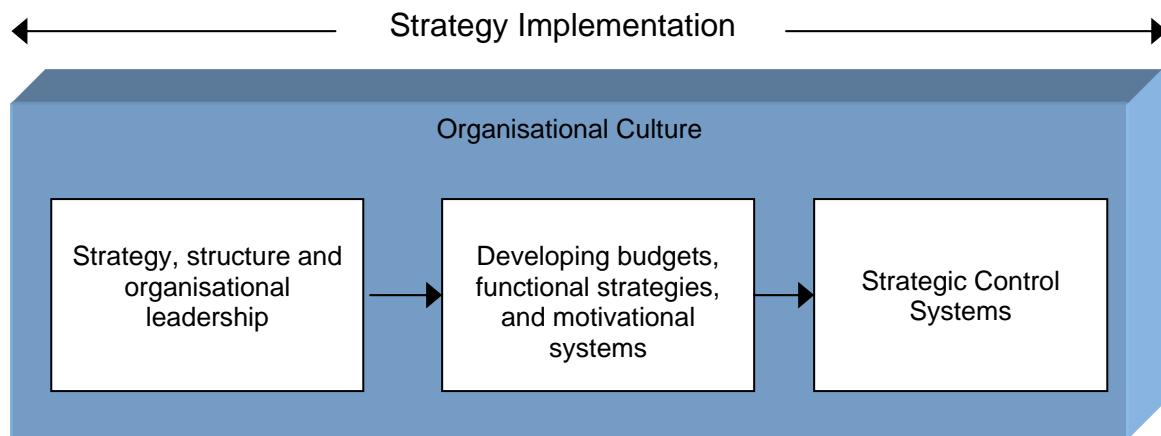 Strategy Implementation
Organisational Culture
Strategy, structure and
organisational
leadership
Developing budgets,
functional strategies,
and motivational
systems
Strategic Control
Systems